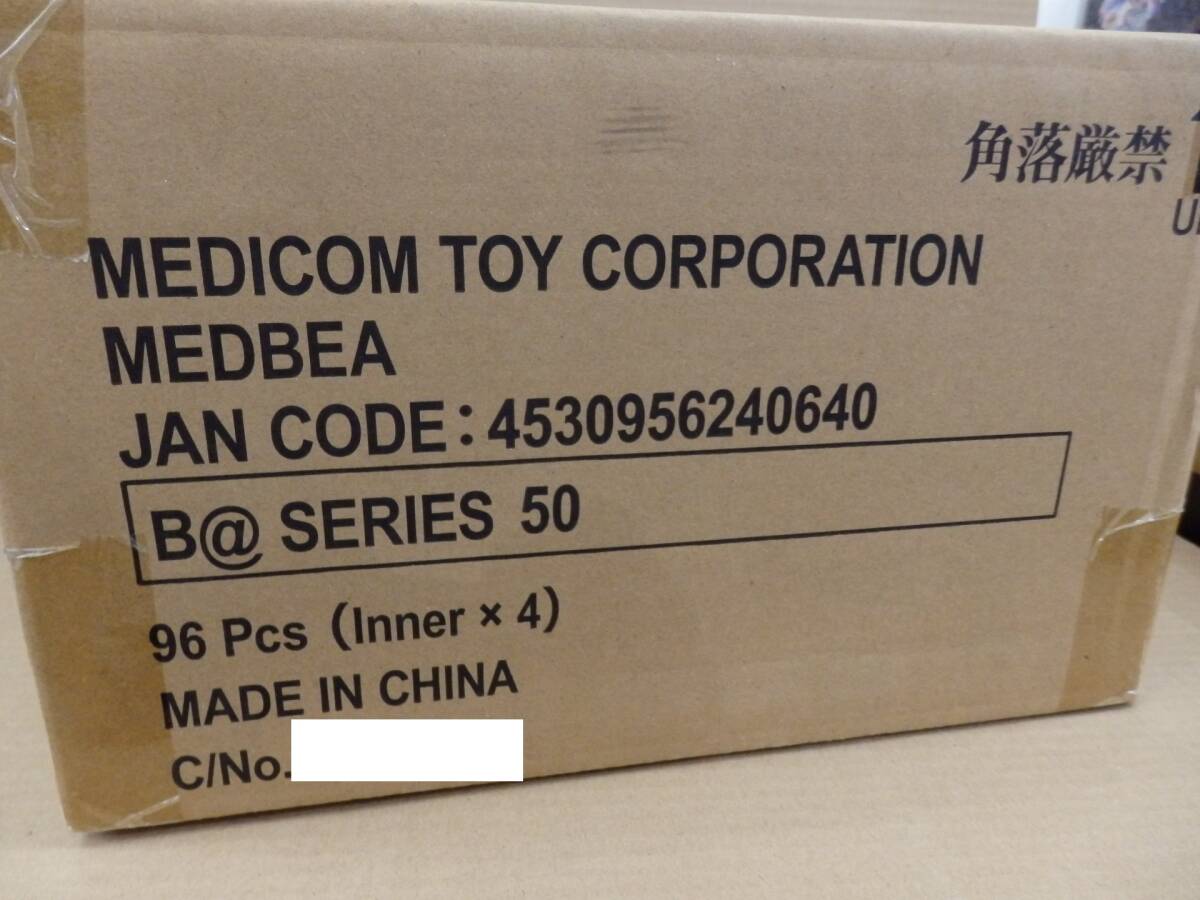 角落厳禁
MEDICOM TOY CORPORATION
MEDBEA
JAN CODE:4530956240640
B@ SERIES 50
96 Pcs (Inner × 4)
MADE IN CHINA
C/No.